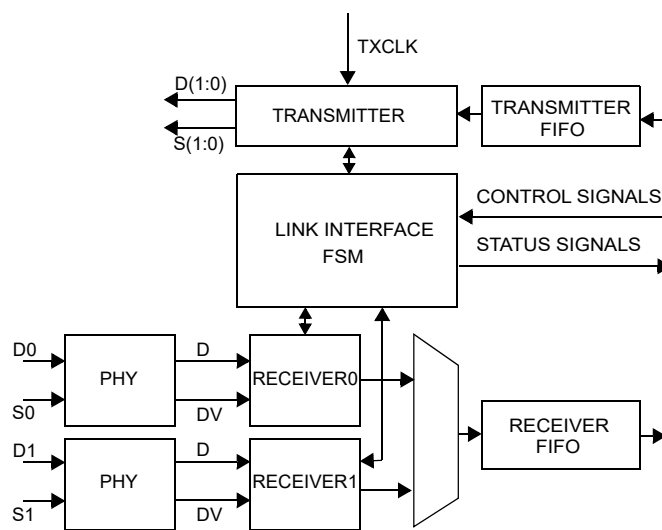 TXCLK
D(1:0)
S(1:0)
TRANSMITTER
TRANSMITTER
FIFO
LINK INTERFACE
FSM
CONTROL SIGNALS
STATUS SIGNALS
D0
S0
PHY
D
DV
RECEIVER0
D1
S1
PHY
D
DV
RECEIVER1
RECEIVER
FIFO